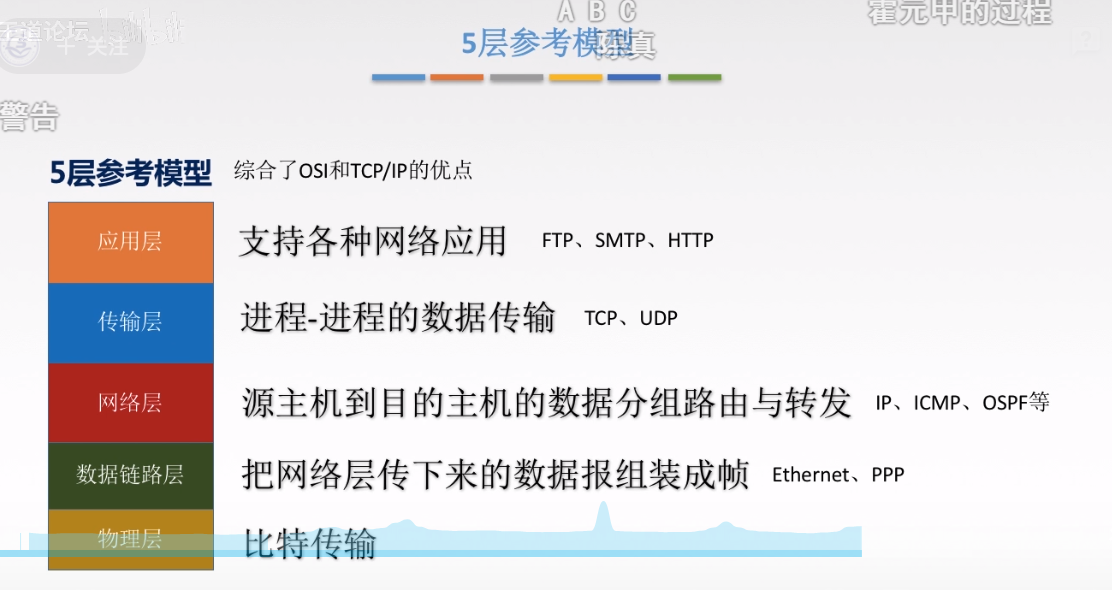 A B C
霍元甲的过程
王道论坛
关注
5层参考模型
警告
5层参考模型 综合了OSI和TCP/IP的优点
应用层 支持各种网络应用 FTP、SMTP、HTTP
传输层 进程-进程的数据传输 TCP、UDP
网络层 源主机到目的主机的数据分组路由与转发 IP、ICMP、OSPF等
数据链路层 把网络层传下来的数据报组装成帧 Ethernet、PPP
物理层 比特传输